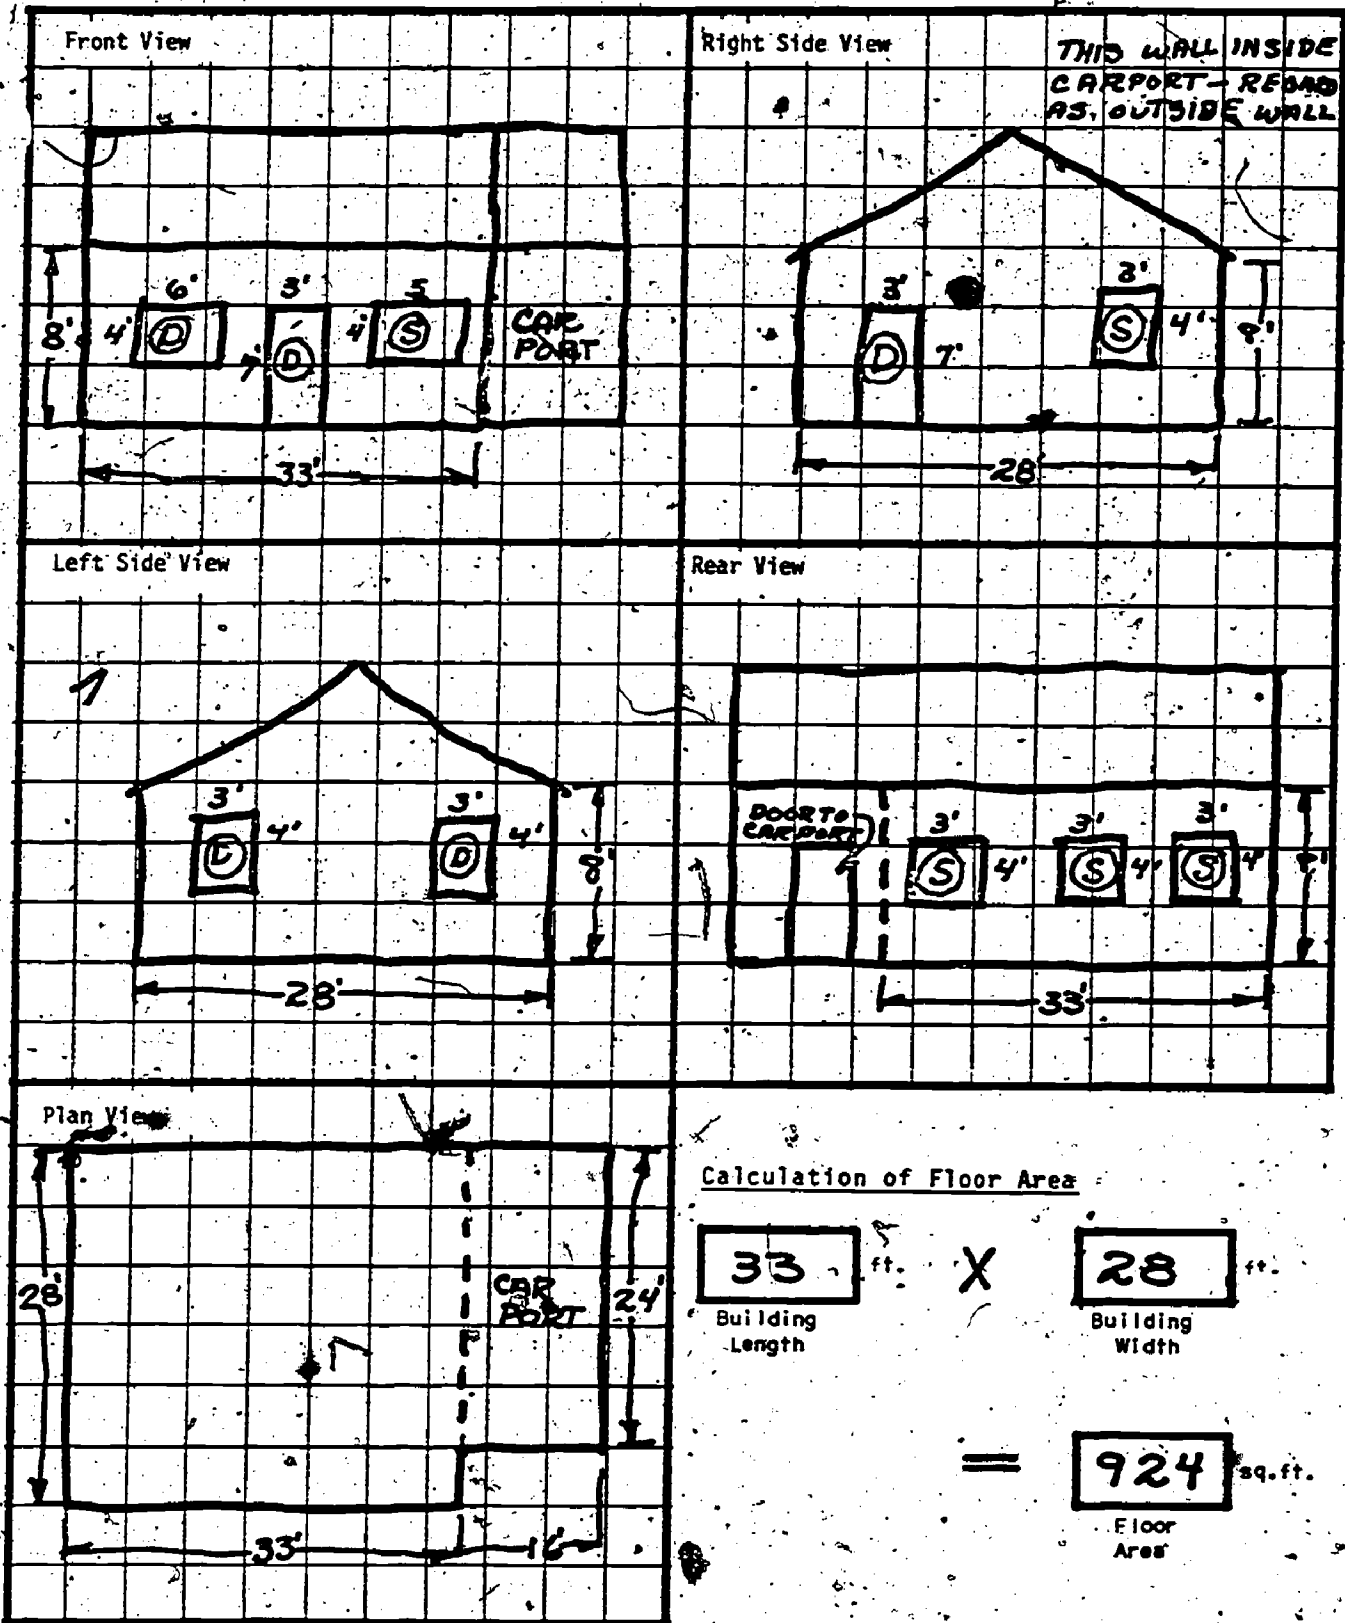 Front View
6' 3' 5
8' 4' D 7' D 4' S CAR
PORT
33'
Right Side View
THIS WALL INSIDE
CARPORT-REGARD
AS OUTSIDE WALL
3' 3'
D 7' S 4' 8'
28'
Left Side View
3' 3'
D 4' D 4' 8'
28'
Rear View
DOOR TO
CARPORT
3' 3' 3'
S 4' S 4' S 4' 8'
33'
Plan View
28' CAR
PORT 24'
33' 16'
Calculation of Floor Area
33 ft. X 28 ft.
Building
Length
Building
Width
= 924 sq.ft.
Floor
Area